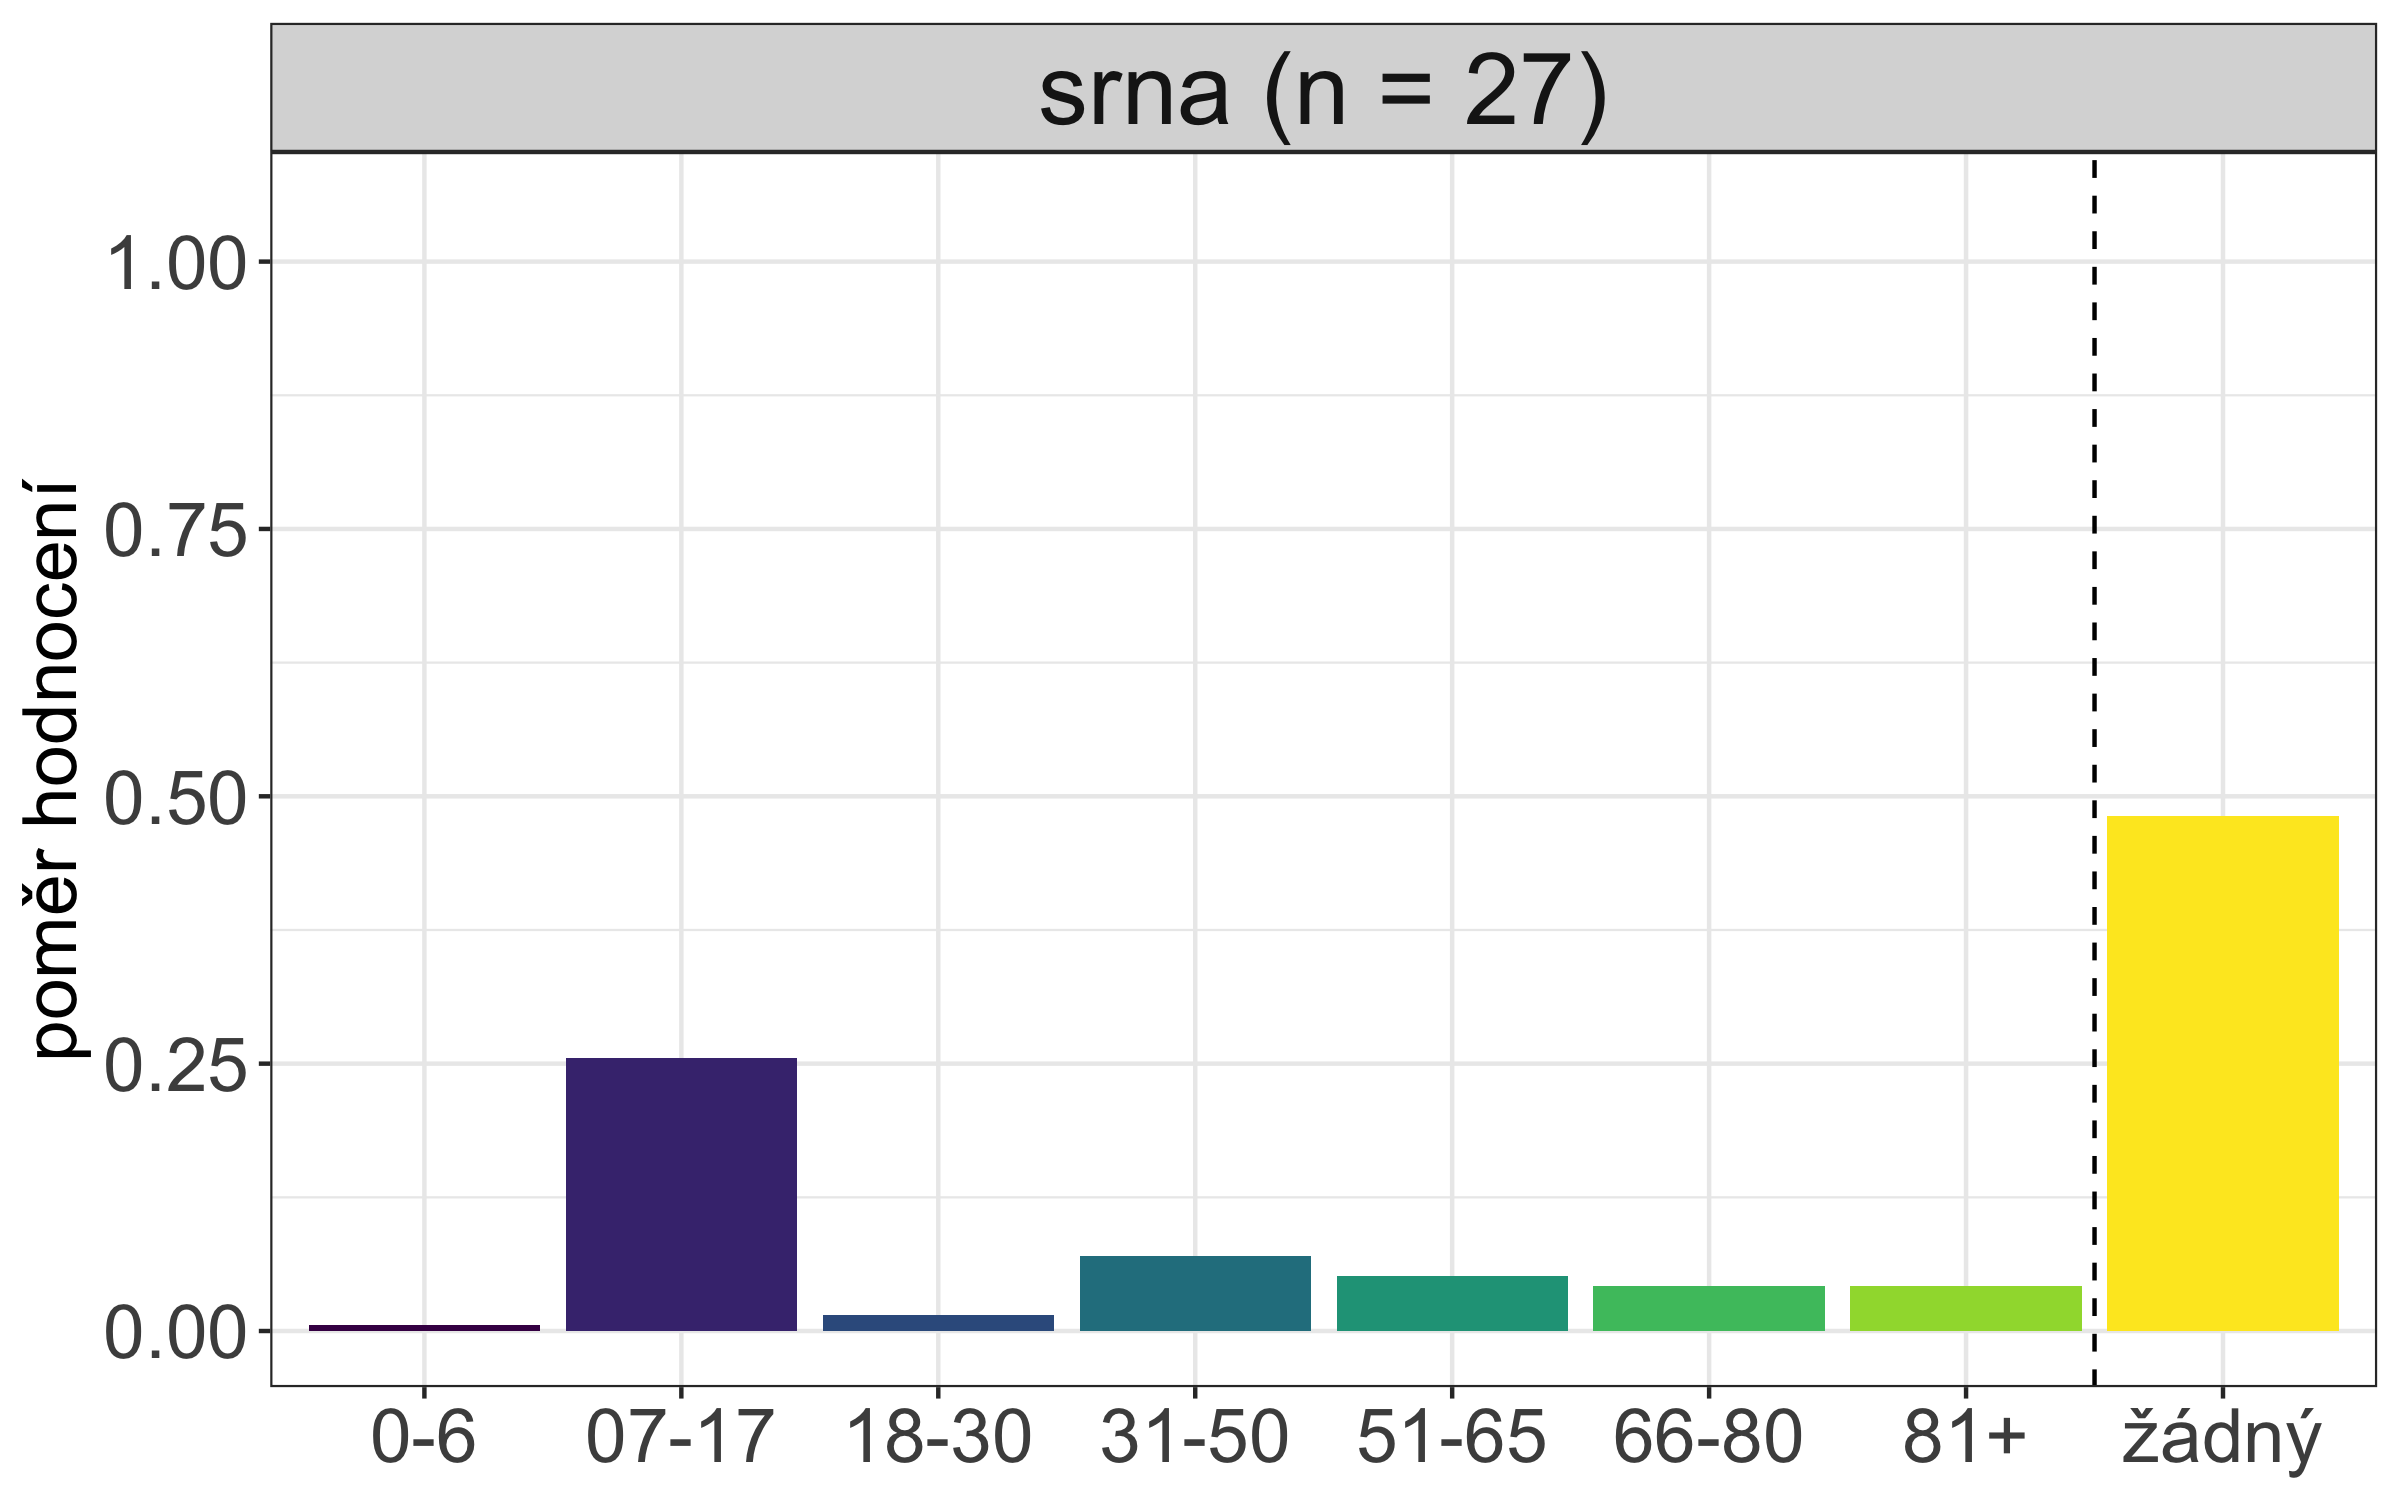 srna (n = 27)
poměr hodnocení
1.00
0.75
0.50
0.25
0.00
0-6 07-17 18-30 31-50 51-65 66-80 81+ žádný